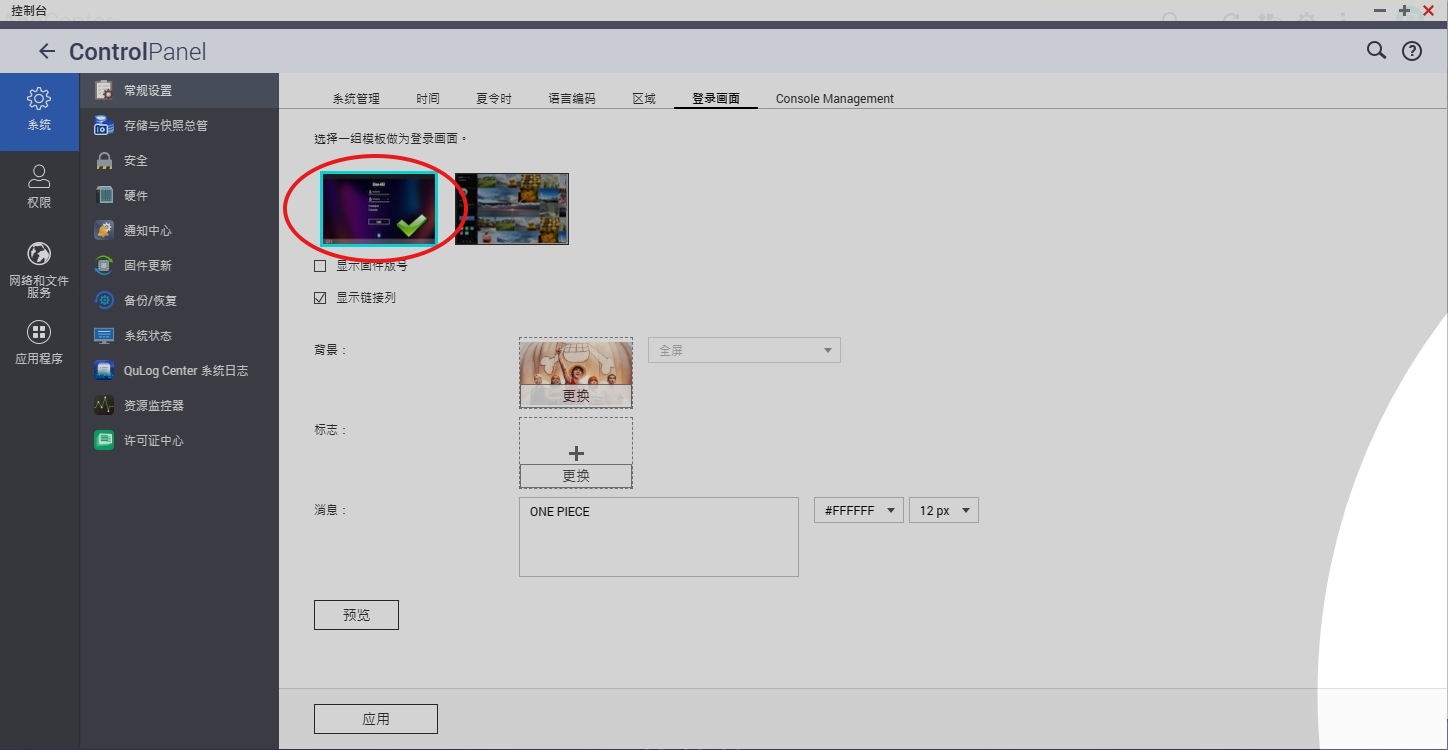 控制台
ControlPanel
系统
权限
网络和文件
服务
应用程序
常规设置
存储与快照总管
安全
硬件
通知中心
固件更新
备份/恢复
系统状态
QuLog Center 系统日志
资源监控器
许可证中心
系统管理 时间 夏令时 语言编码 区域 登录画面 Console Management
选择一组模板做为登录画面。
显示固件版号
显示链接列
背景： 全屏
更换
标志：
更换
消息： ONE PIECE #FFFFFF 12 px
预览
应用